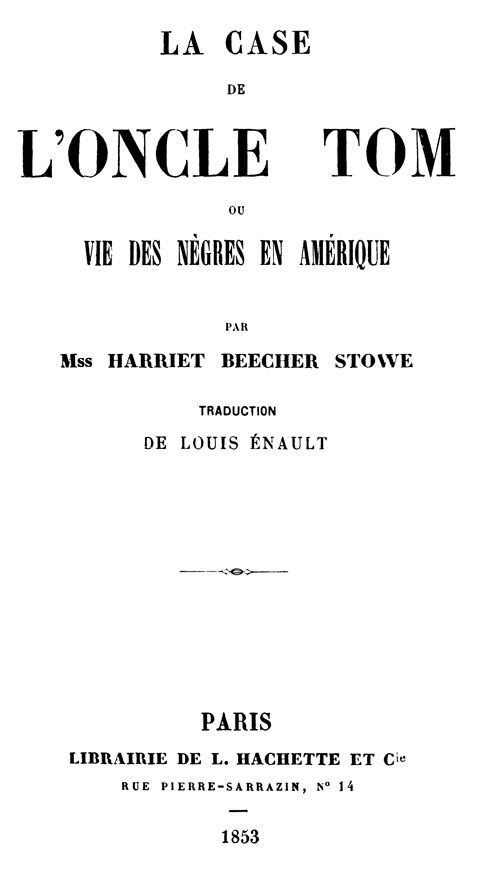 LA CASE
DE
L'ONCLE TOM
OU
VIE DES NÈGRES EN AMÉRIQUE
PAR
Mss HARRIET BEECHER STOWE
TRADUCTION
DE LOUIS ÉNAULT
PARIS
LIBRAIRIE DE L. HACHETTE ET Cie
RUE PIERRE-SARRAZIN, No 14
1853